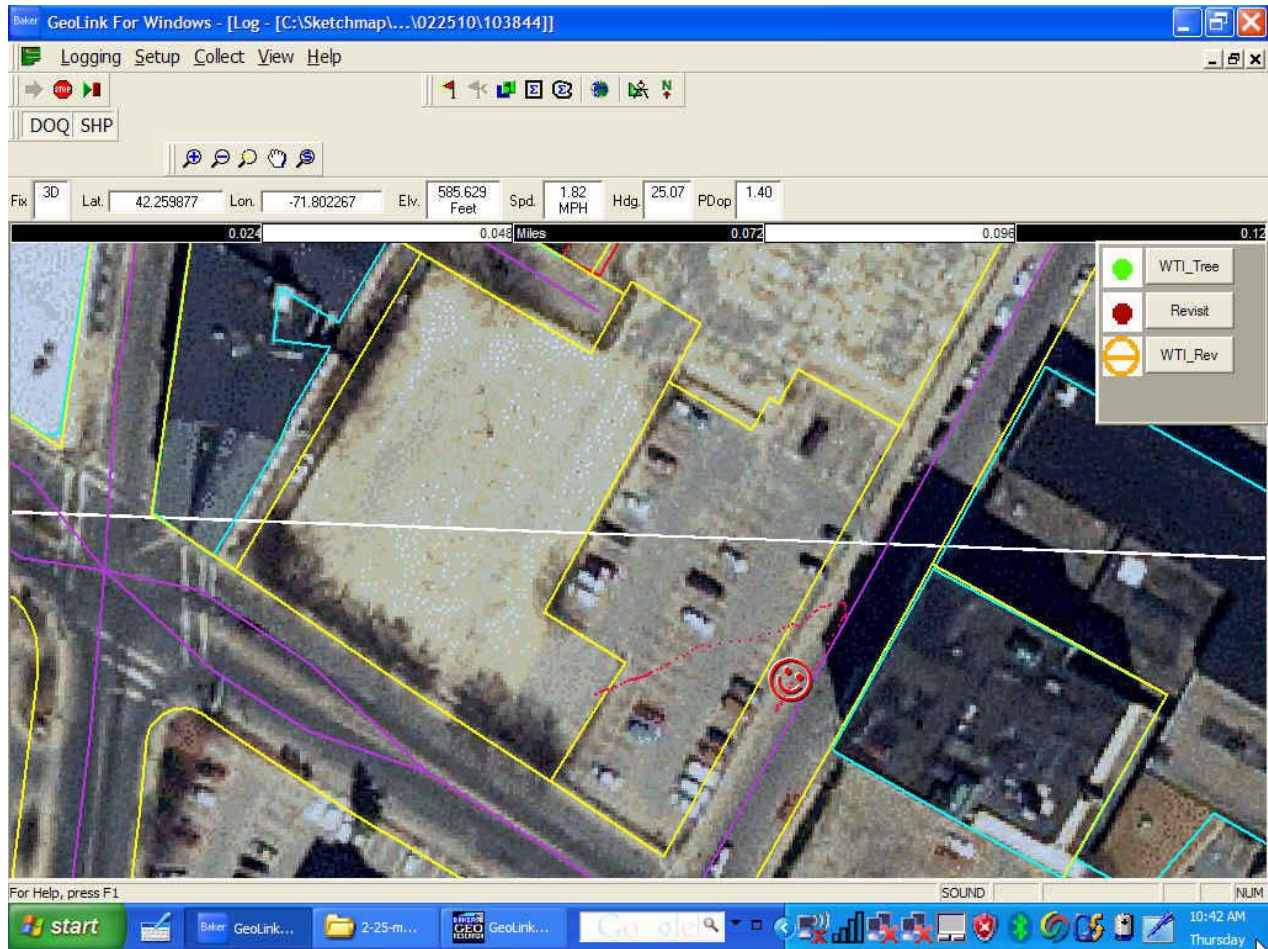 Baker GeoLink For Windows - [Log - [C:\Sketchmap\...\022510\103844]]
Logging Setup Collect View Help
STOP
DOQ SHP
Fix 3D Lat. 42.259877 Lon. -71.802267 Elv. 585.629 Feet Spd. 1.82 MPH Hdg. 25.07 PDop 1.40
0.024 0.048 Miles 0.072 0.096 0.12
WTI_Tree
Revisit
WTI_Rev
For Help, press F1 SOUND NUM
start Baker GeoLink... 2-25-m... GeoLink... 10:42 AM
Thursday